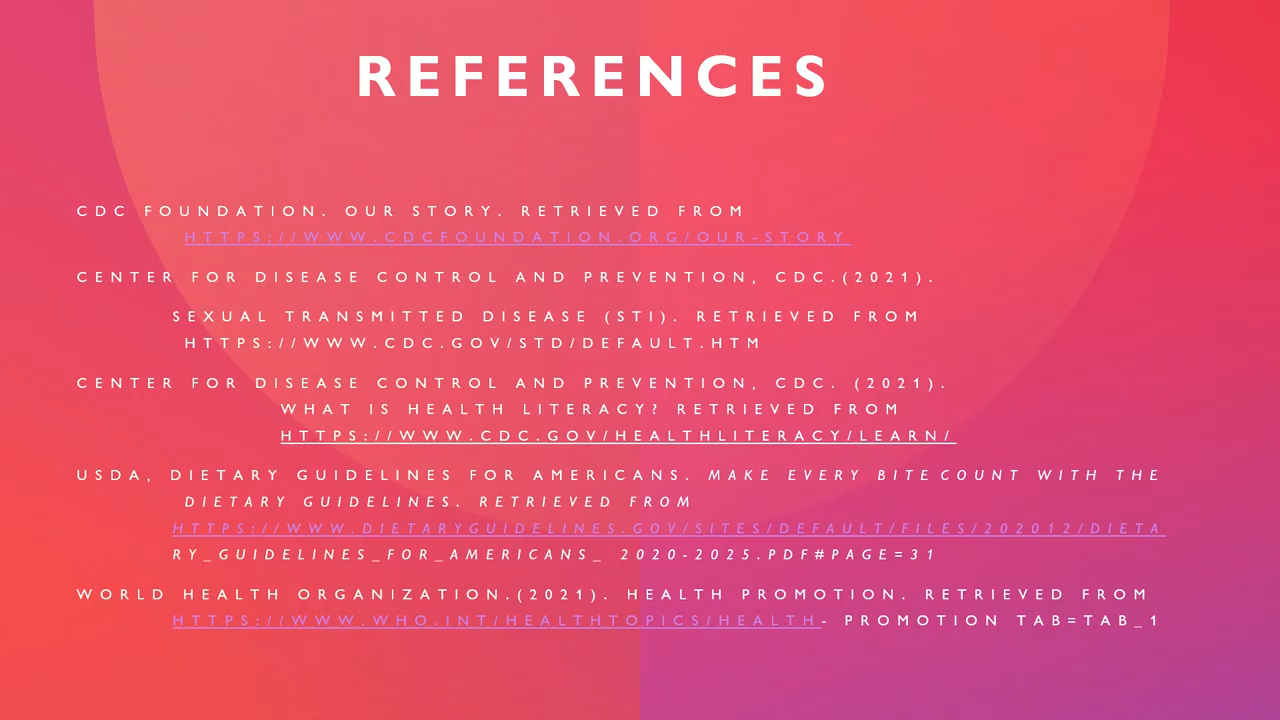 REFERENCES
CDC FOUNDATION. OUR STORY. RETRIEVED FROM
HTTPS://WWW.CDCFOUNDATION.ORG/OUR-STORY
CENTER FOR DISEASE CONTROL AND PREVENTION, CDC.(2021).
SEXUAL TRANSMITTED DISEASE (STI). RETRIEVED FROM
HTTPS://WWW.CDC.GOV/STD/DEFAULT.HTM
CENTER FOR DISEASE CONTROL AND PREVENTION, CDC. (2021).
WHAT IS HEALTH LITERACY? RETRIEVED FROM
HTTPS://WWW.CDC.GOV/HEALTHLITERACY/LEARN/
USDA, DIETARY GUIDELINES FOR AMERICANS. MAKE EVERY BITE COUNT WITH THE
DIETARY GUIDELINES. RETRIEVED FROM
HTTPS://WWW.DIETARYGUIDELINES.GOV/SITES/DEFAULT/FILES/202012/DIETA
RY_GUIDELINES_FOR_AMERICANS_ 2020-2025.PDF#PAGE=31
WORLD HEALTH ORGANIZATION.(2021). HEALTH PROMOTION. RETRIEVED FROM
HTTPS://WWW.WHO.INT/HEALTHTOPICS/HEALTH- PROMOTION TAB=TAB_1